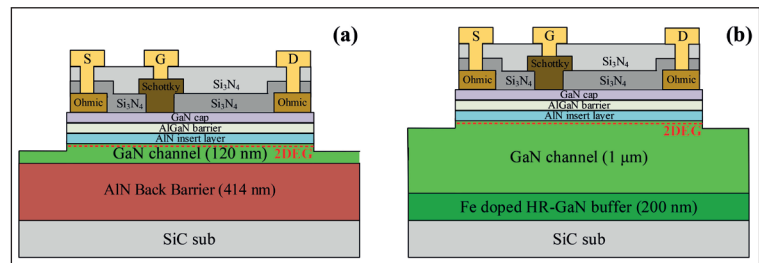 (a)
S G D
Schottky
Si₃N₄
Ohmic Si₃N₄ Si₃N₄ Ohmic
GaN cap
AlGaN barrier
AlN insert layer
2DEG
GaN channel (120 nm)
AlN Back Barrier (414 nm)
SiC sub
(b)
S G D
Schottky
Si₃N₄
Ohmic Si₃N₄ Si₃N₄ Ohmic
GaN cap
AlGaN barrier
AlN insert layer
2DEG
GaN channel (1 μm)
Fe doped HR-GaN buffer (200 nm)
SiC sub